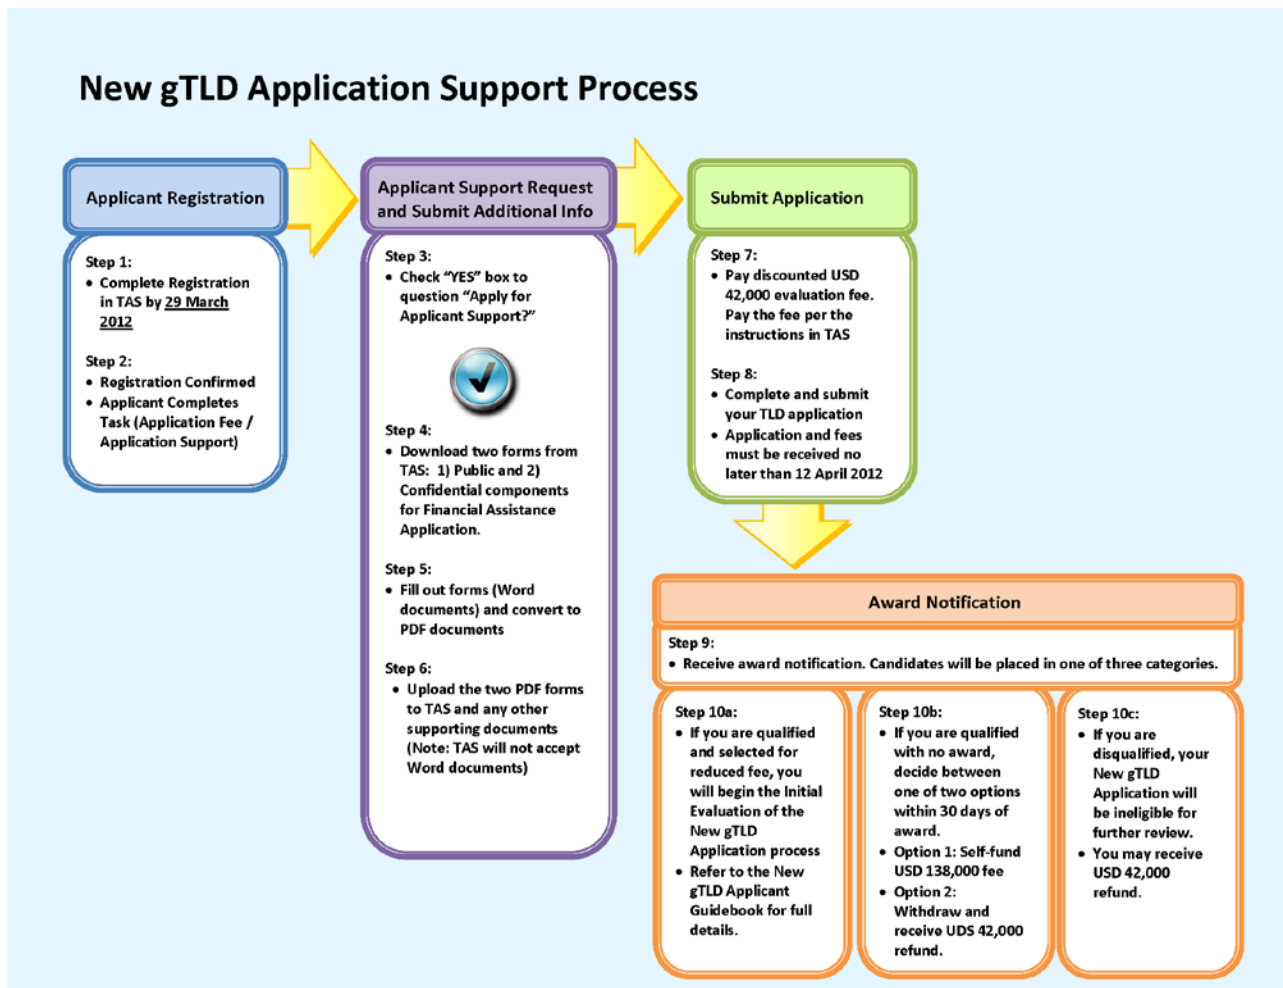 New gTLD Application Support Process
Applicant Registration
Step 1:
• Complete Registration
in TAS by 29 March
2012
Step 2:
• Registration Confirmed
• Applicant Completes
Task (Application Fee /
Application Support)
Applicant Support Request
and Submit Additional Info
Step 3:
• Check “YES” box to
question “Apply for
Applicant Support?”
Step 4:
• Download two forms from
TAS: 1) Public and 2)
Confidential components
for Financial Assistance
Application.
Step 5:
• Fill out forms (Word
documents) and convert to
PDF documents
Step 6:
• Upload the two PDF forms
to TAS and any other
supporting documents
(Note: TAS will not accept
Word documents)
Submit Application
Step 7:
• Pay discounted USD
42,000 evaluation fee.
Pay the fee per the
instructions in TAS
Step 8:
• Complete and submit
your TLD application
• Application and fees
must be received no
later than 12 April 2012
Award Notification
Step 9:
• Receive award notification. Candidates will be placed in one of three categories.
Step 10a:
• If you are qualified
and selected for
reduced fee, you
will begin the Initial
Evaluation of the
New gTLD
Application process
• Refer to the New
gTLD Applicant
Guidebook for full
details.
Step 10b:
• If you are qualified
with no award,
decide between
one of two options
within 30 days of
award.
• Option 1: Self-fund
USD 138,000 fee
• Option 2:
Withdraw and
receive UDS 42,000
refund.
Step 10c:
• If you are
disqualified, your
New gTLD
Application will
be ineligible for
further review.
• You may receive
USD 42,000
refund.